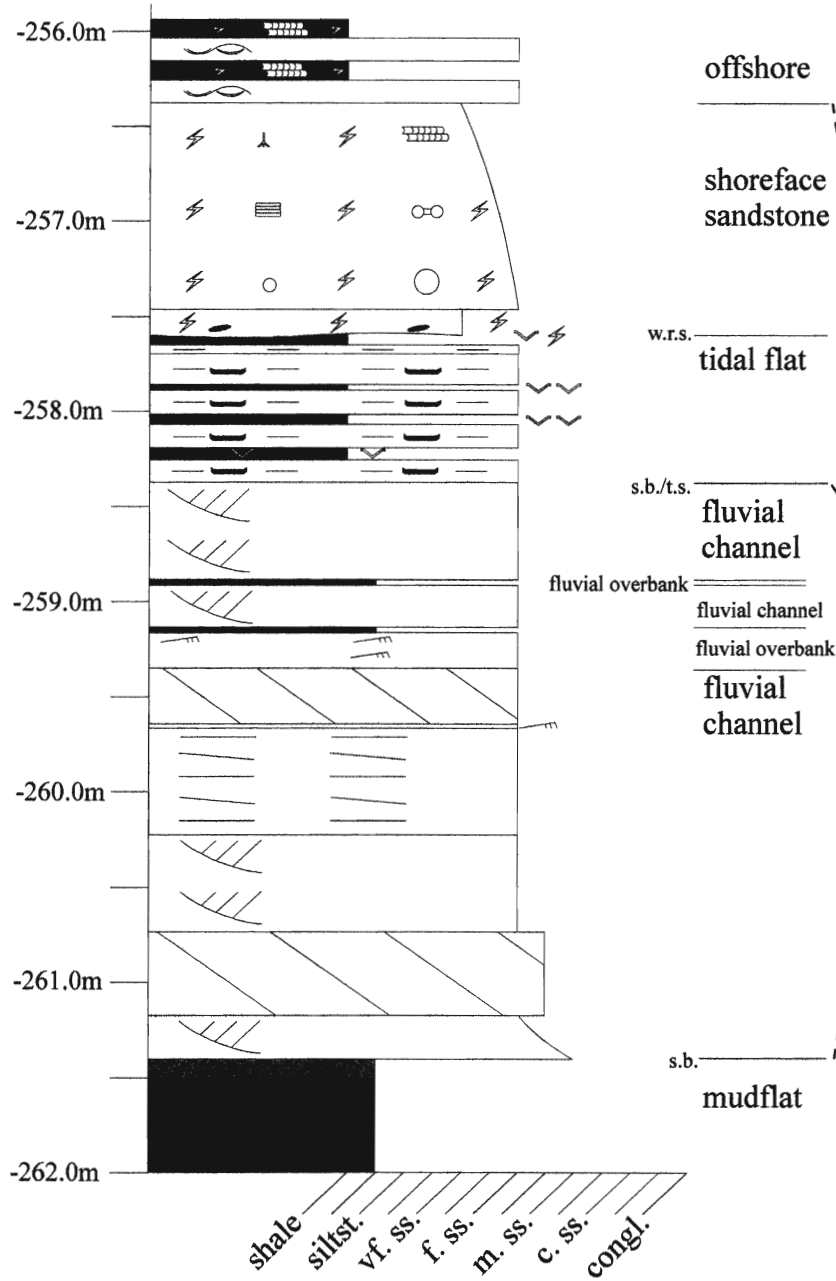 -256.0m
offshore
shoreface
sandstone
-257.0m
w.r.s.
tidal flat
-258.0m
s.b./t.s.
fluvial
channel
fluvial overbank
-259.0m
fluvial channel
fluvial overbank
fluvial
channel
-260.0m
-261.0m
s.b.
mudflat
-262.0m
shale
siltst.
vf. ss.
f. ss.
m. ss.
c. ss.
congl.